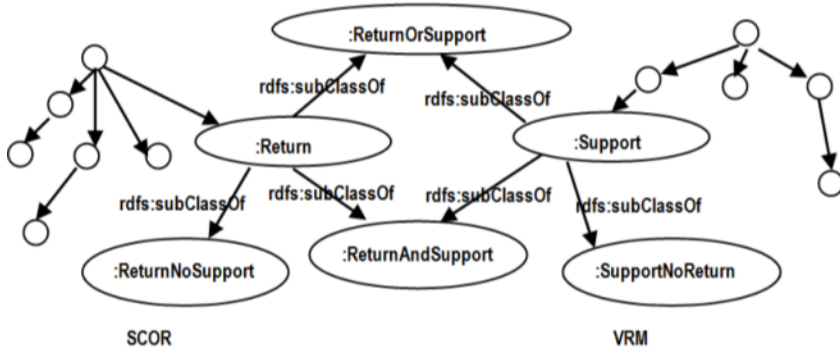 :ReturnOrSupport
rdfs:subClassOf
rdfs:subClassOf
:Return
:Support
rdfs:subClassOf
rdfs:subClassOf
rdfs:subClassOf
rdfs:subClassOf
:ReturnNoSupport
:ReturnAndSupport
:SupportNoReturn
SCOR
VRM